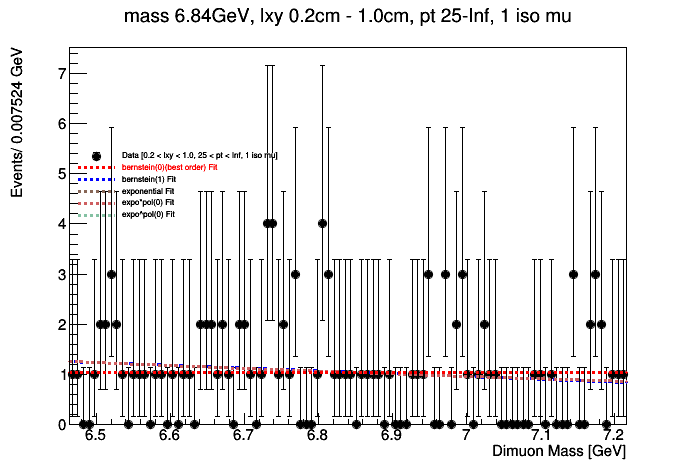 mass 6.84GeV, lxy 0.2cm - 1.0cm, pt 25-Inf, 1 iso mu
Events/ 0.007524 GeV
7
6
5
4
3
2
1
0
Data [0.2 < lxy < 1.0, 25 < pt < Inf, 1 iso mu]
bernstein(0)(best order) Fit
bernstein(1) Fit
exponential Fit
expo*pol(0) Fit
expo^pol(0) Fit
6.5 6.6 6.7 6.8 6.9 7 7.1 7.2
Dimuon Mass [GeV]